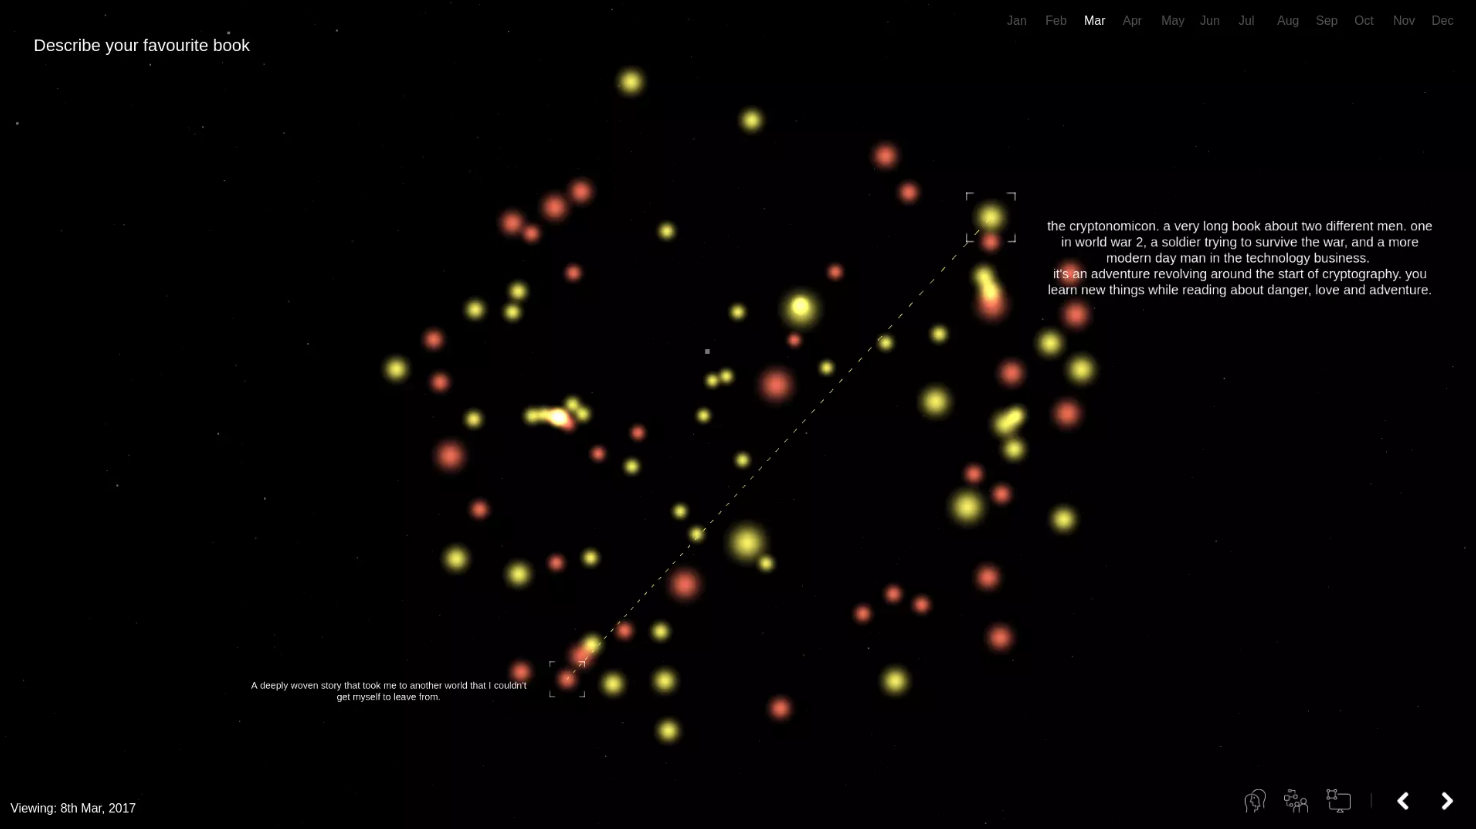 Jan Feb Mar Apr May Jun Jul Aug Sep Oct Nov Dec
Describe your favourite book
the cryptonomicon. a very long book about two different men. one
in world war 2, a soldier trying to survive the war, and a more
modern day man in the technology business.
it's an adventure revolving around the start of cryptography. you
learn new things while reading about danger, love and adventure.
A deeply woven story that took me to another world that I couldn't
get myself to leave from.
Viewing: 8th Mar, 2017